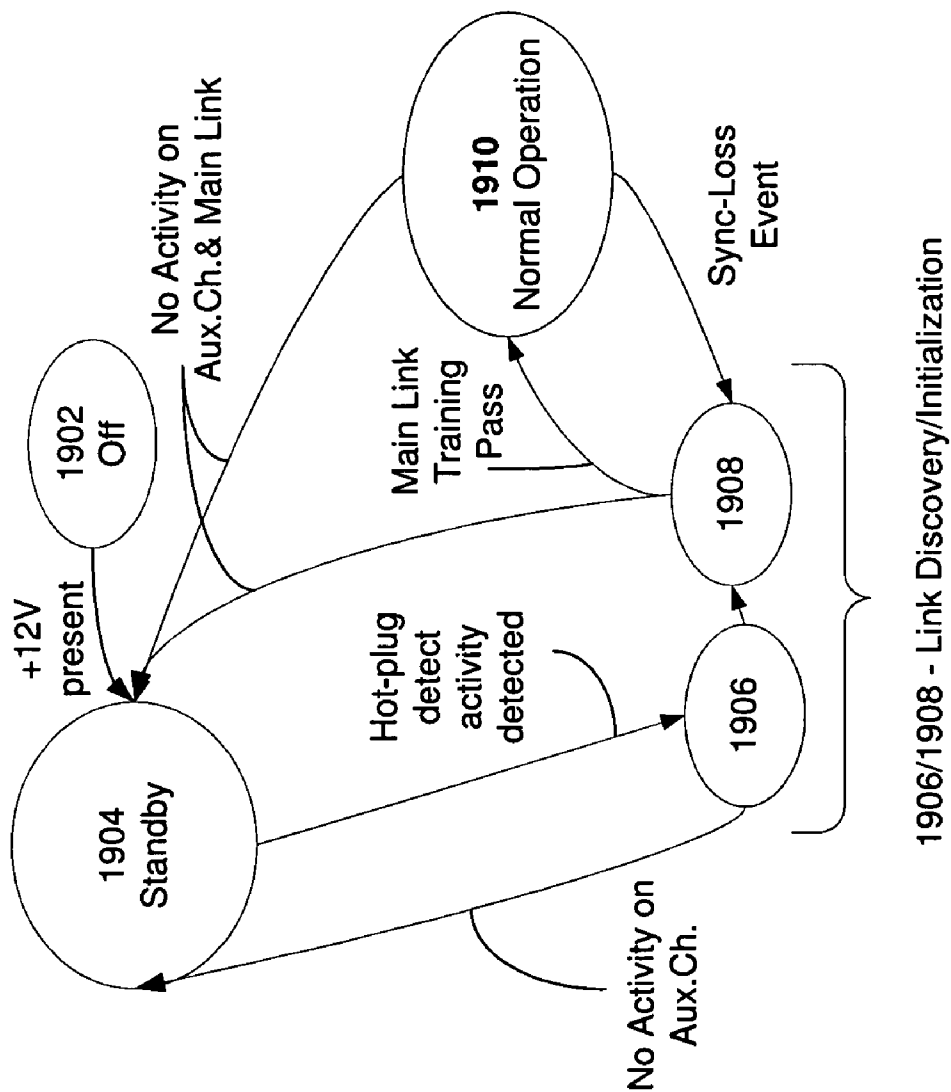 1902
Off
+12V
present
No Activity on
Aux.Ch.& Main Link
1904
Standby
1910
Normal Operation
Main Link
Training
Pass
Hot-plug
detect
activity
detected
Sync-Loss
Event
1908
1906
No Activity on
Aux.Ch.
1906/1908 - Link Discovery/Initialization